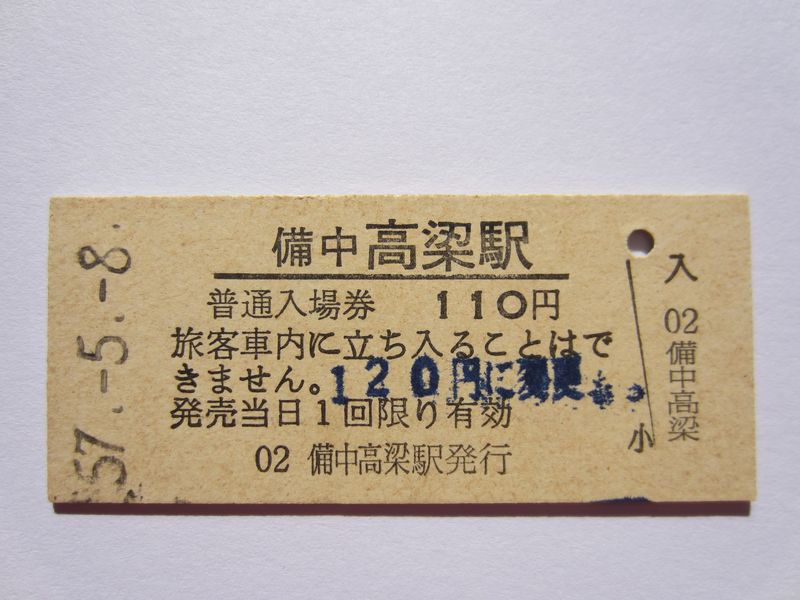 備中高梁駅
普通入場券 110円
旅客車内に立ち入ることはで
きません。
120円に変更
発売当日1回限り有効
02 備中高梁駅発行
57.-5.-8.
入
02
備中高梁
小